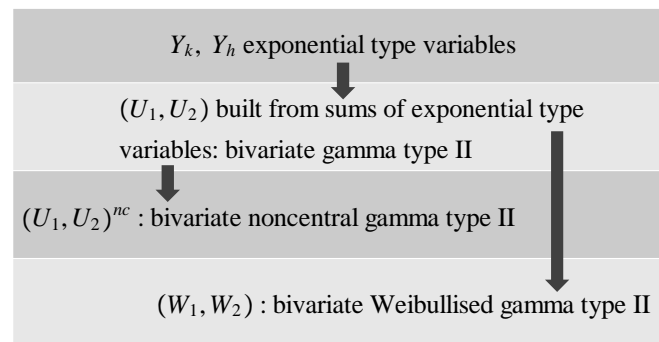 Y_k, Y_h exponential type variables
(U_1, U_2) built from sums of exponential type
variables: bivariate gamma type II
(U_1, U_2)^{nc} : bivariate noncentral gamma type II
(W_1, W_2) : bivariate Weibullised gamma type II